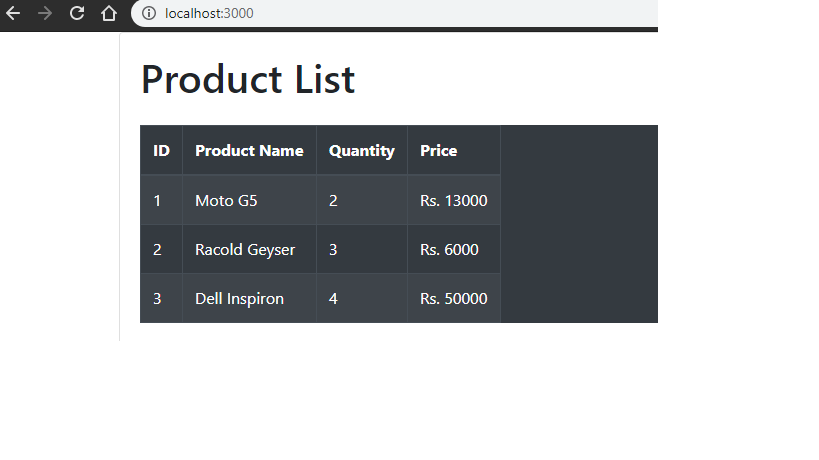 localhost:3000
Product List
ID Product Name Quantity Price
1 Moto G5 2 Rs. 13000
2 Racold Geyser 3 Rs. 6000
3 Dell Inspiron 4 Rs. 50000